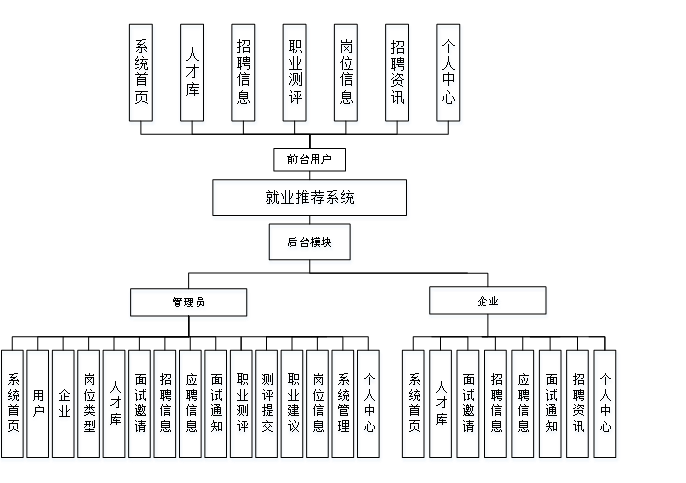 系统首页
人才库
招聘信息
职业测评
岗位信息
招聘资讯
个人中心
前台用户
就业推荐系统
后台模块
管理员
企业
系统首页
用户
企业
岗位类型
人才库
面试邀请
招聘信息
应聘信息
面试通知
职业测评
测评提交
职业建议
岗位信息
系统管理
个人中心
系统首页
人才库
面试邀请
招聘信息
应聘信息
面试通知
招聘资讯
个人中心